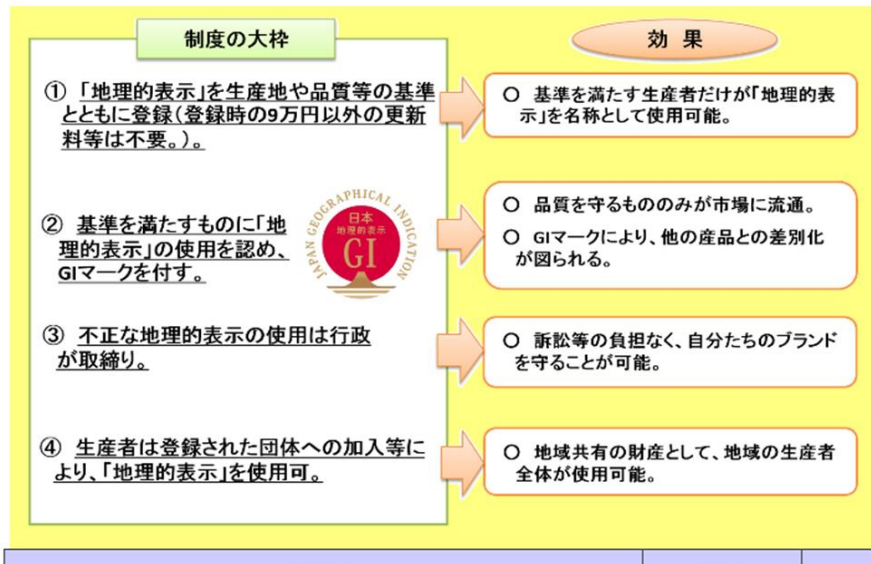 制度の大枠
効果
① 「地理的表示」を生産地や品質等の基準
とともに登録(登録時の9万円以外の更新
料等は不要。)。
○ 基準を満たす生産者だけが「地理的表
示」を名称として使用可能。
② 基準を満たすものに「地
理的表示」の使用を認め、
GIマークを付す。
JAPAN GEOGRAPHICAL INDICATION
日本
地理的表示
GI
○ 品質を守るもののみが市場に流通。
○ GIマークにより、他の産品との差別化
が図られる。
③ 不正な地理的表示の使用は行政
が取締り。
○ 訴訟等の負担なく、自分たちのブランド
を守ることが可能。
④ 生産者は登録された団体への加入等に
より、「地理的表示」を使用可。
○ 地域共有の財産として、地域の生産者
全体が使用可能。